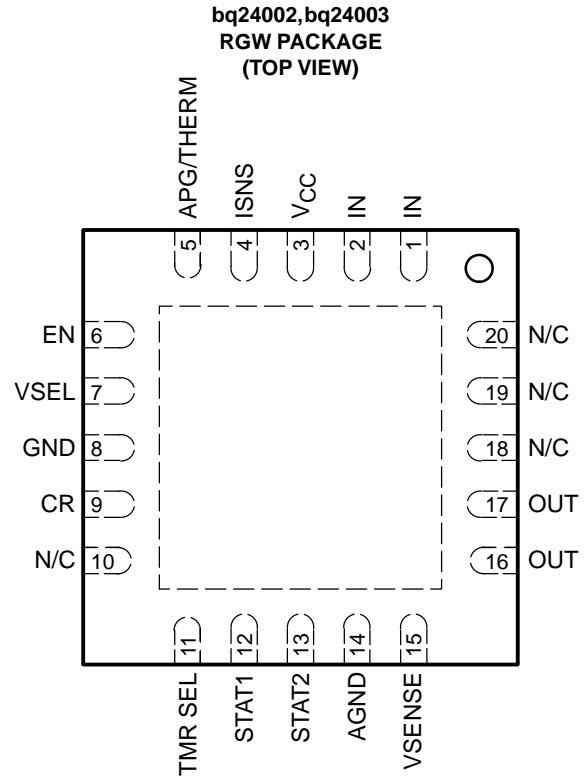 bq24002,bq24003
RGW PACKAGE
(TOP VIEW)
APG/THERM
ISNS
VCC
IN
IN
5
4
3
2
1
EN 6
VSEL 7
GND 8
CR 9
N/C 10
20 N/C
19 N/C
18 N/C
17 OUT
16 OUT
11
12
13
14
15
TMR SEL
STAT1
STAT2
AGND
VSENSE